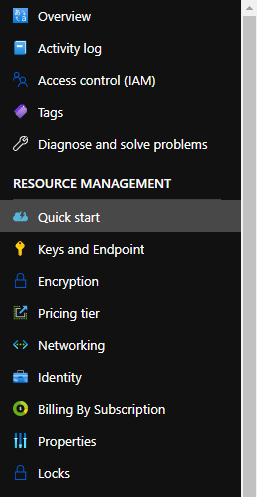 Overview
Activity log
Access control (IAM)
Tags
Diagnose and solve problems
RESOURCE MANAGEMENT
Quick start
Keys and Endpoint
Encryption
Pricing tier
Networking
Identity
Billing By Subscription
Properties
Locks